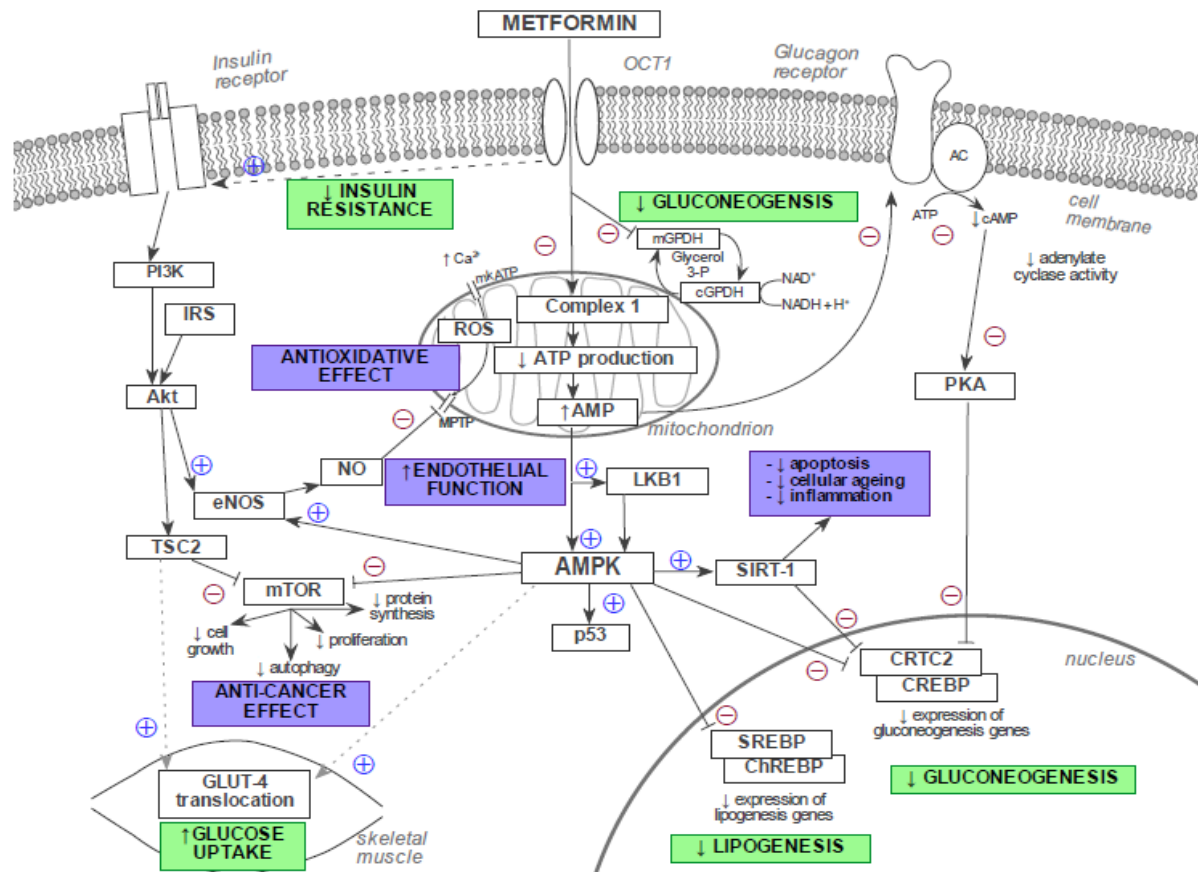 METFORMIN
Insulin
receptor
OCT1
Glucagon
receptor
AC
cell
membrane
↓ INSULIN
RESISTANCE
↓ GLUCONEOGENSIS
ATP
↓cAMP
↓ adenylate
cyclase activity
mGPDH
Glycerol
3-P
cGPDH
NAD⁺
NADH + H⁺
PI3K
IRS
Akt
↑ Ca²⁺
mKATP
ROS
Complex 1
↓ ATP production
↑AMP
MPTP
mitochondrion
ANTIOXIDATIVE
EFFECT
PKA
NO
↑ENDOTHELIAL
FUNCTION
LKB1
- ↓ apoptosis
- ↓ cellular ageing
- ↓ inflammation
eNOS
TSC2
AMPK
SIRT-1
mTOR
↓ protein
synthesis
↓ cell
growth
↓ proliferation
↓ autophagy
p53
ANTI-CANCER
EFFECT
nucleus
CRTC2
CREBP
↓ expression of
gluconeogenesis genes
SREBP
ChREBP
↓ expression of
lipogenesis genes
↓ GLUCONEOGENESIS
GLUT-4
translocation
↑GLUCOSE
UPTAKE
skeletal
muscle
↓ LIPOGENESIS